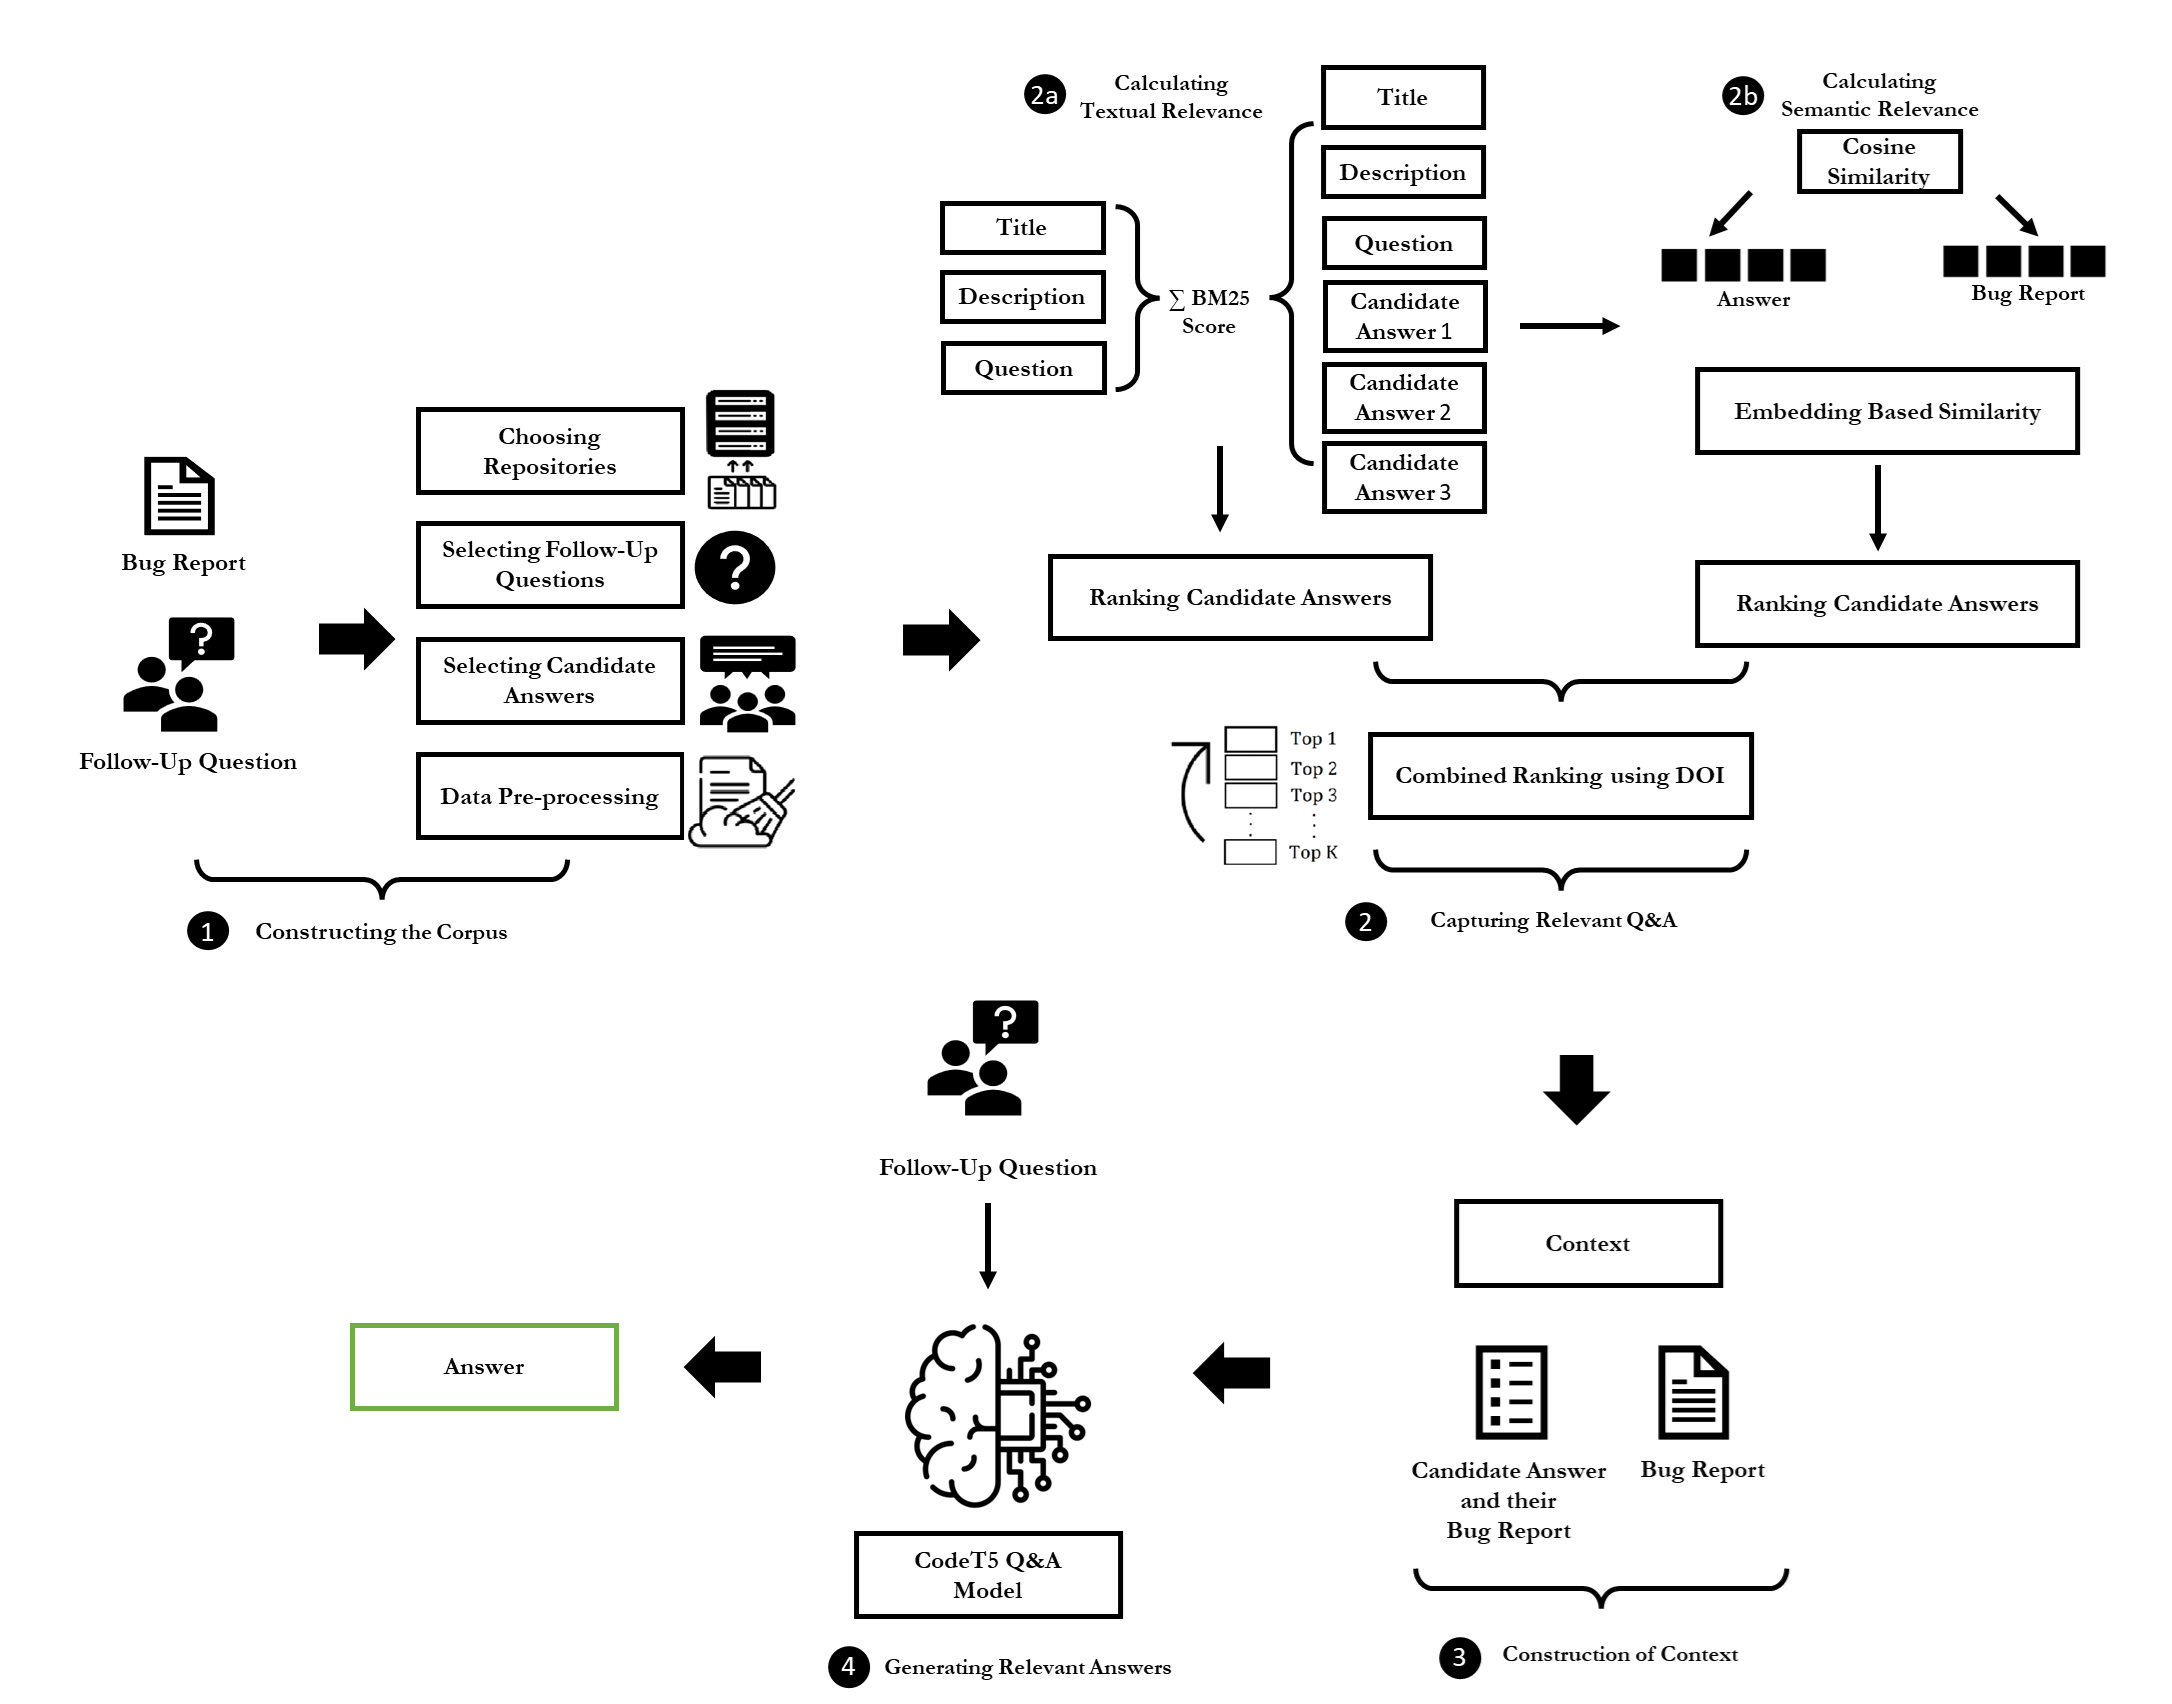 Bug Report
?
Follow-Up Question
Choosing
Repositories
Selecting Follow-Up
Questions
?
Selecting Candidate
Answers
Data Pre-processing
1 Constructing the Corpus
2a Calculating
Textual Relevance
Title
Description
Question
∑ BM25
Score
Title
Description
Question
Candidate
Answer 1
Candidate
Answer 2
Candidate
Answer 3
Ranking Candidate Answers
2b Calculating
Semantic Relevance
Cosine
Similarity
Answer
Bug Report
Embedding Based Similarity
Ranking Candidate Answers
Top 1
Top 2
Top 3
Top K
Combined Ranking using DOI
2 Capturing Relevant Q&A
Context
Candidate Answer
and their
Bug Report
Bug Report
3 Construction of Context
?
Follow-Up Question
CodeT5 Q&A
Model
4 Generating Relevant Answers
Answer